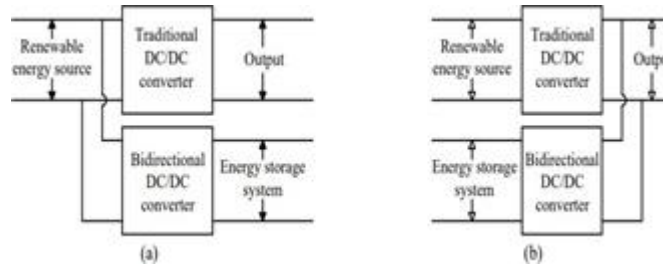 Renewable
energy source
Traditional
DC/DC
converter
Output
Bidirectional
DC/DC
converter
Energy storage
system
(a)
Renewable
energy source
Traditional
DC/DC
converter
Outpu
Energy storage
system
Bidirectional
DC/DC
converter
(b)